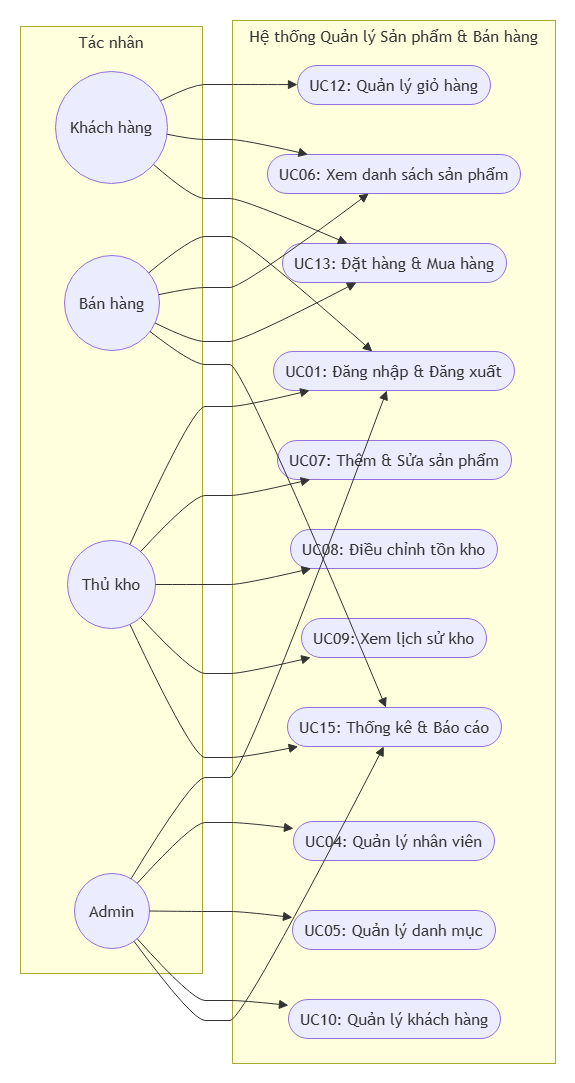 Tác nhân
Khách hàng
Bán hàng
Thủ kho
Admin
Hệ thống Quản lý Sản phẩm & Bán hàng
UC12: Quản lý giỏ hàng
UC06: Xem danh sách sản phẩm
UC13: Đặt hàng & Mua hàng
UC01: Đăng nhập & Đăng xuất
UC07: Thêm & Sửa sản phẩm
UC08: Điều chỉnh tồn kho
UC09: Xem lịch sử kho
UC15: Thống kê & Báo cáo
UC04: Quản lý nhân viên
UC05: Quản lý danh mục
UC10: Quản lý khách hàng